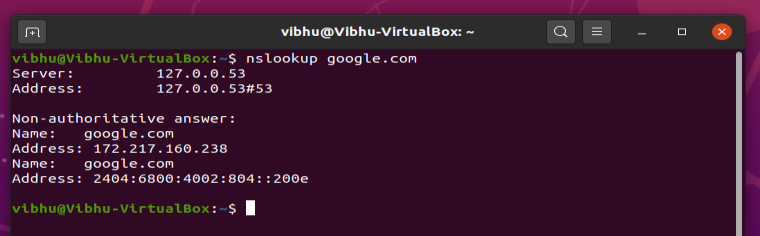 vibhu@Vibhu-VirtualBox: ~
vibhu@Vibhu-VirtualBox:~$ nslookup google.com
Server:         127.0.0.53
Address:        127.0.0.53#53

Non-authoritative answer:
Name:   google.com
Address: 172.217.160.238
Name:   google.com
Address: 2404:6800:4002:804::200e

vibhu@Vibhu-VirtualBox:~$